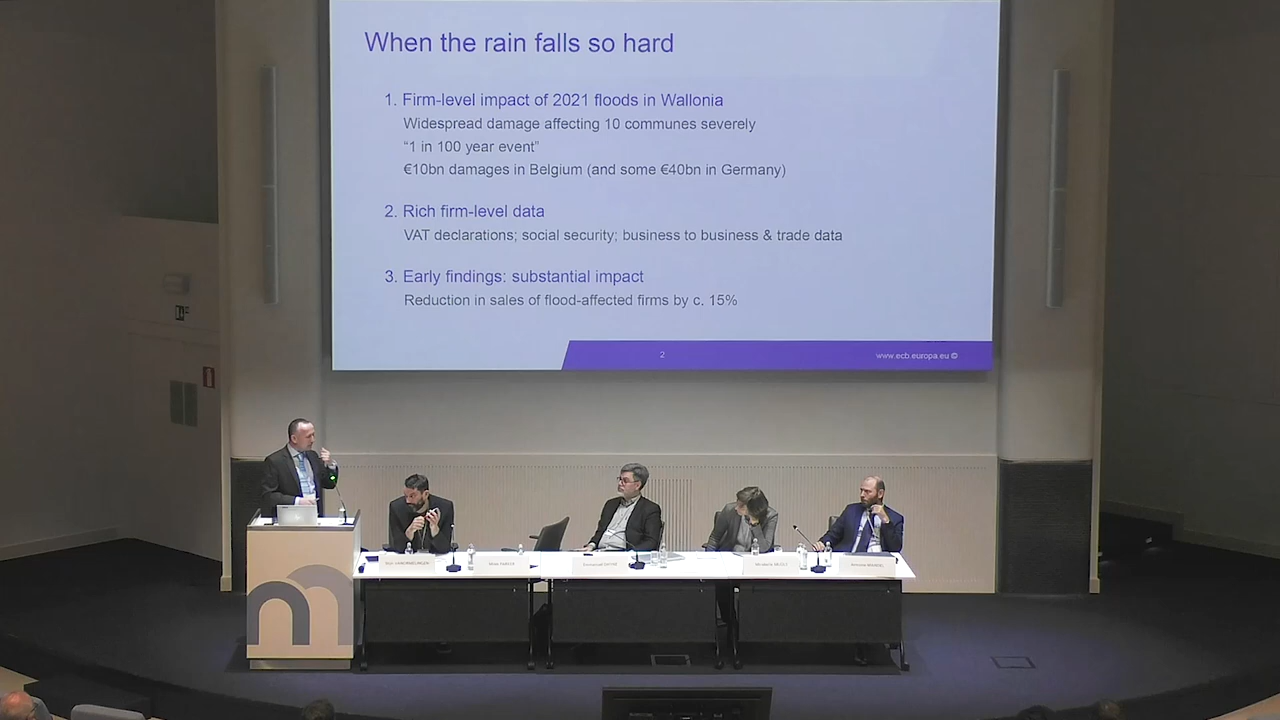 When the rain falls so hard
1. Firm-level impact of 2021 floods in Wallonia
Widespread damage affecting 10 communes severely
“1 in 100 year event”
€10bn damages in Belgium (and some €40bn in Germany)
2. Rich firm-level data
VAT declarations; social security; business to business & trade data
3. Early findings: substantial impact
Reduction in sales of flood-affected firms by c. 15%
2
www.ecb.europa.eu ©